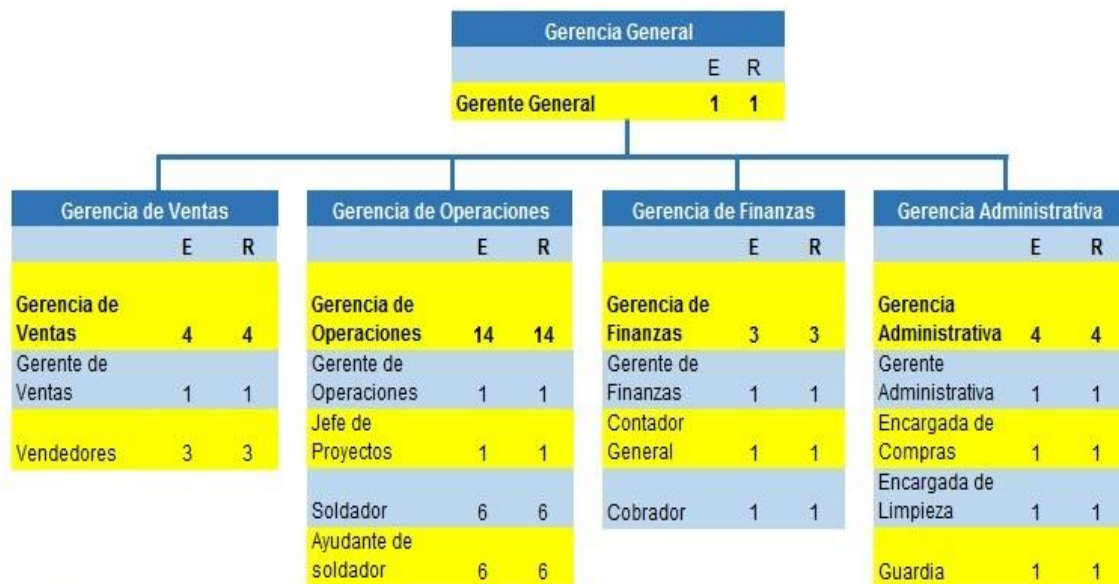 Gerencia General
E R
Gerente General 1 1
Gerencia de Ventas
E R
Gerencia de
Ventas 4 4
Gerente de
Ventas 1 1
Vendedores 3 3
Gerencia de Operaciones
E R
Gerencia de
Operaciones 14 14
Gerente de
Operaciones 1 1
Jefe de
Proyectos 1 1
Soldador 6 6
Ayudante de
soldador 6 6
Gerencia de Finanzas
E R
Gerencia de
Finanzas 3 3
Gerente de
Finanzas 1 1
Contador
General 1 1
Cobrador 1 1
Gerencia Administrativa
E R
Gerencia
Administrativa 4 4
Gerente
Administrativa 1 1
Encargada de
Compras 1 1
Encargada de
Limpieza 1 1
Guardia 1 1